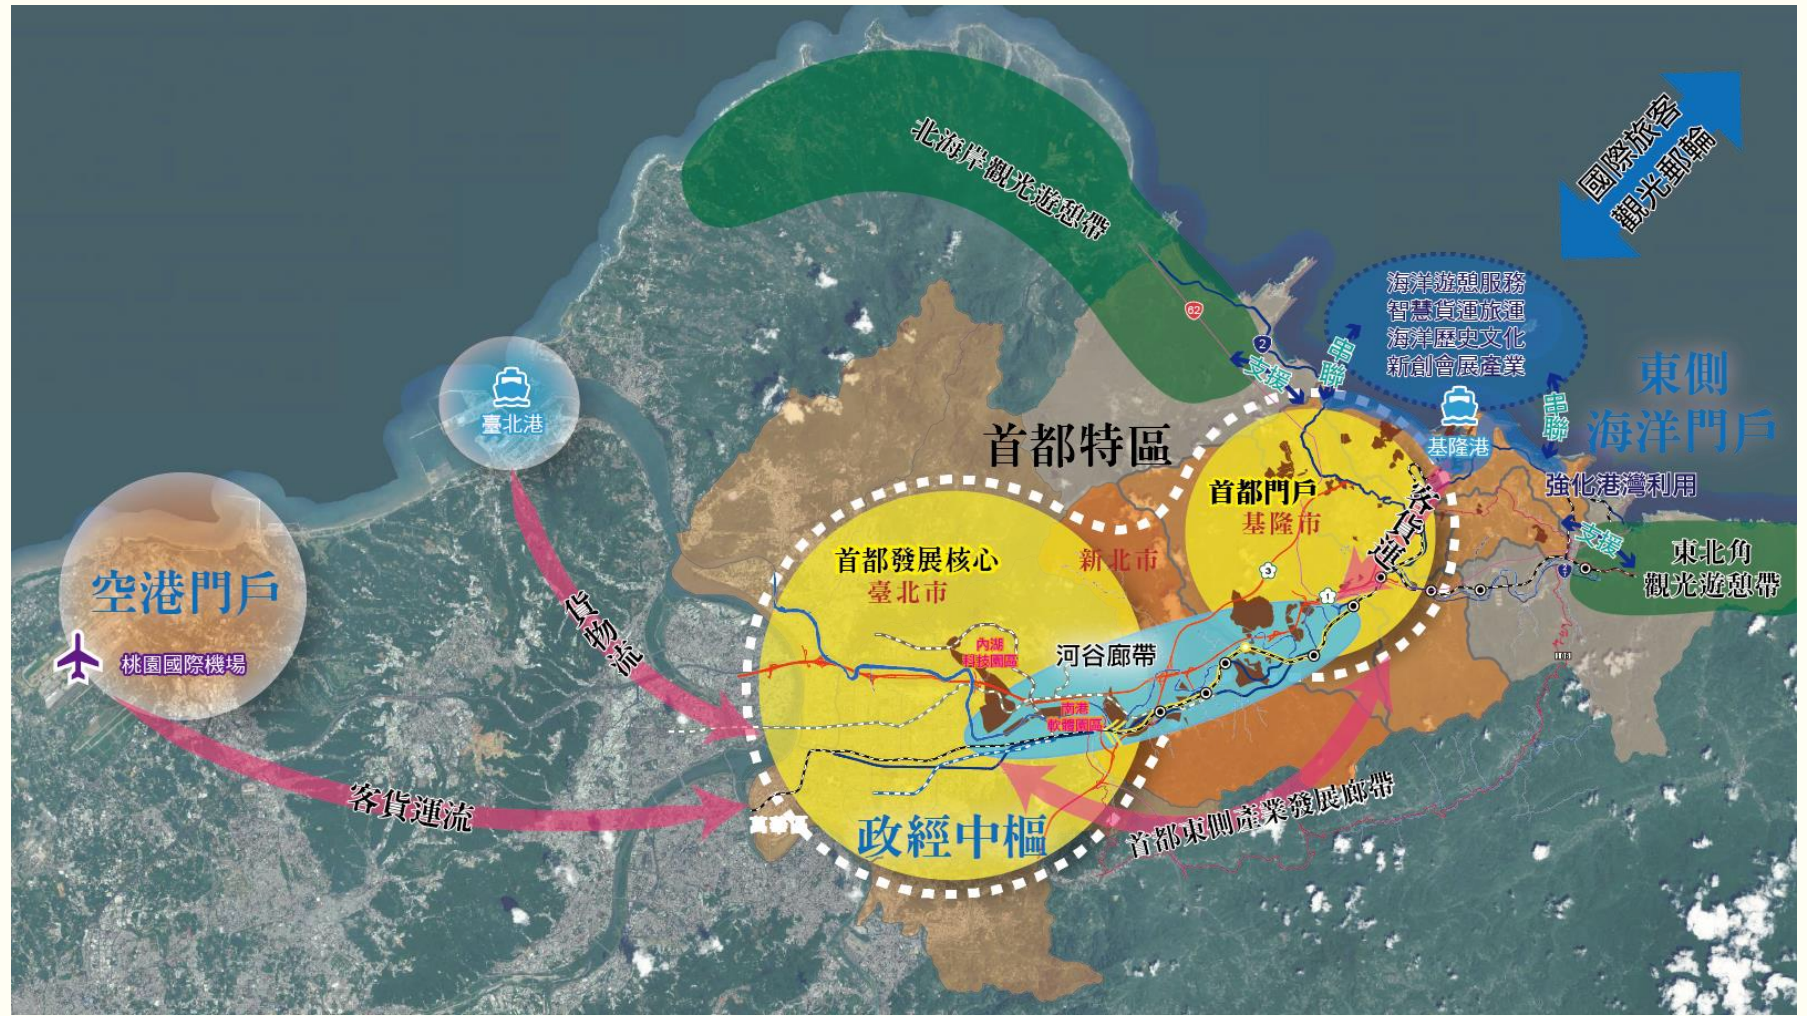 北海岸觀光遊憩帶
國際旅客
觀光郵輪
62
2
海洋遊憩服務
智慧貨運旅運
海洋歷史文化
新創會展產業
支援
串聯
東側
海洋門戶
串聯
臺北港
基隆港
首都特區
強化港灣利用
首都門戶
基隆市
客貨運
支援
東北角
觀光遊憩帶
空港門戶
桃園國際機場
首都發展核心
臺北市
新北市
3
1
貨物流
內湖
科技園區
河谷廊帶
南港
軟體園區
客貨運流
萬華區
政經中樞
首都東側產業發展廊帶